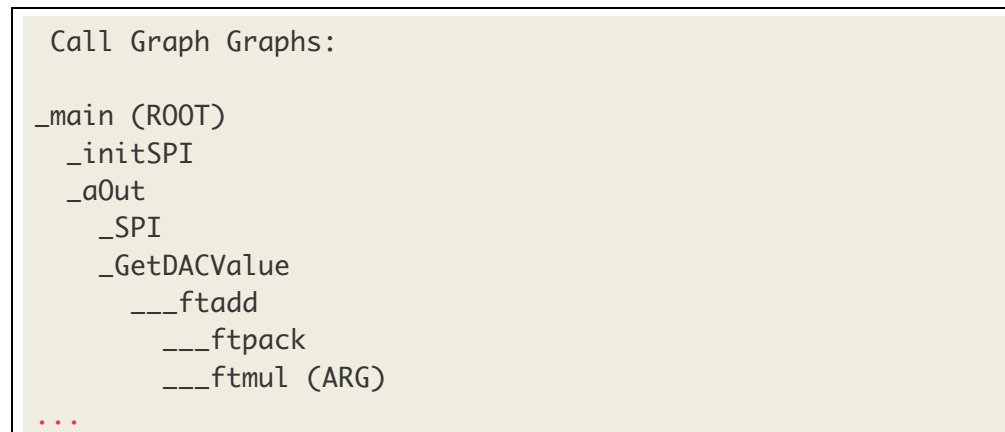 Call Graph Graphs:
_main (ROOT)
_initSPI
_aOut
_SPI
_GetDACValue
___ftadd
___ftpack
___ftmul (ARG)
...